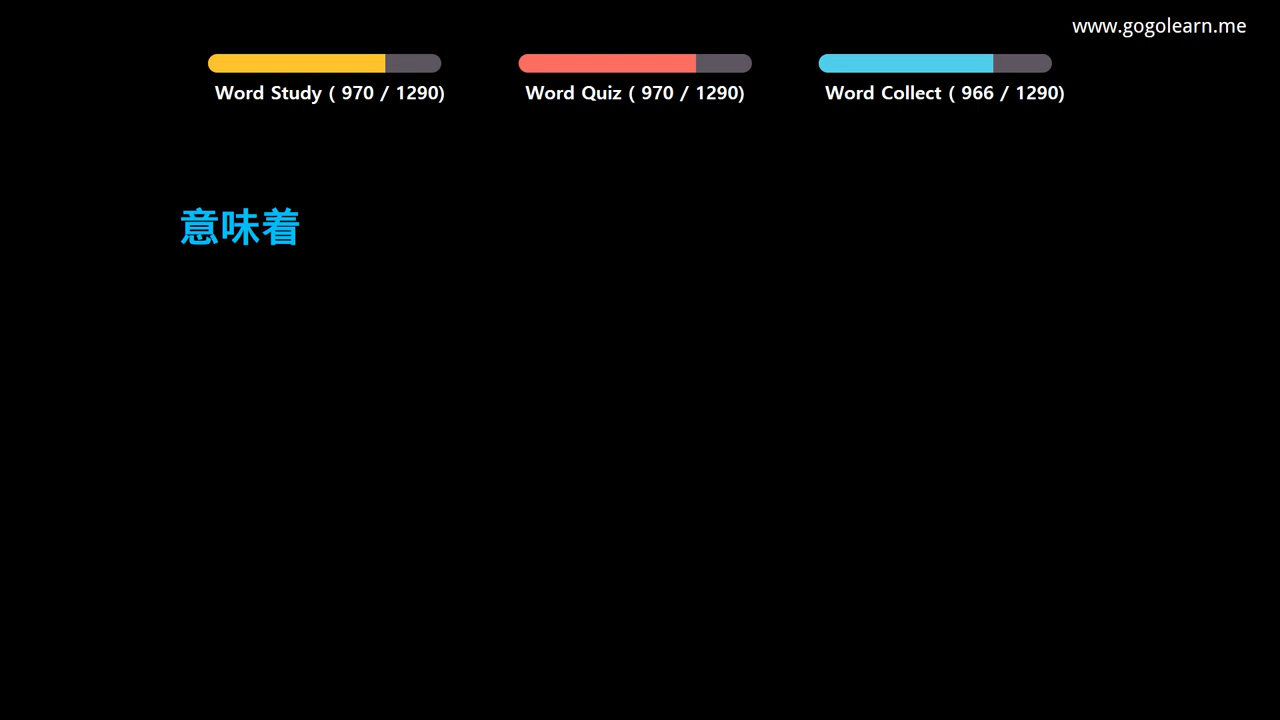 www.gogolearn.me
Word Study ( 970 / 1290)
Word Quiz ( 970 / 1290)
Word Collect ( 966 / 1290)
意味着